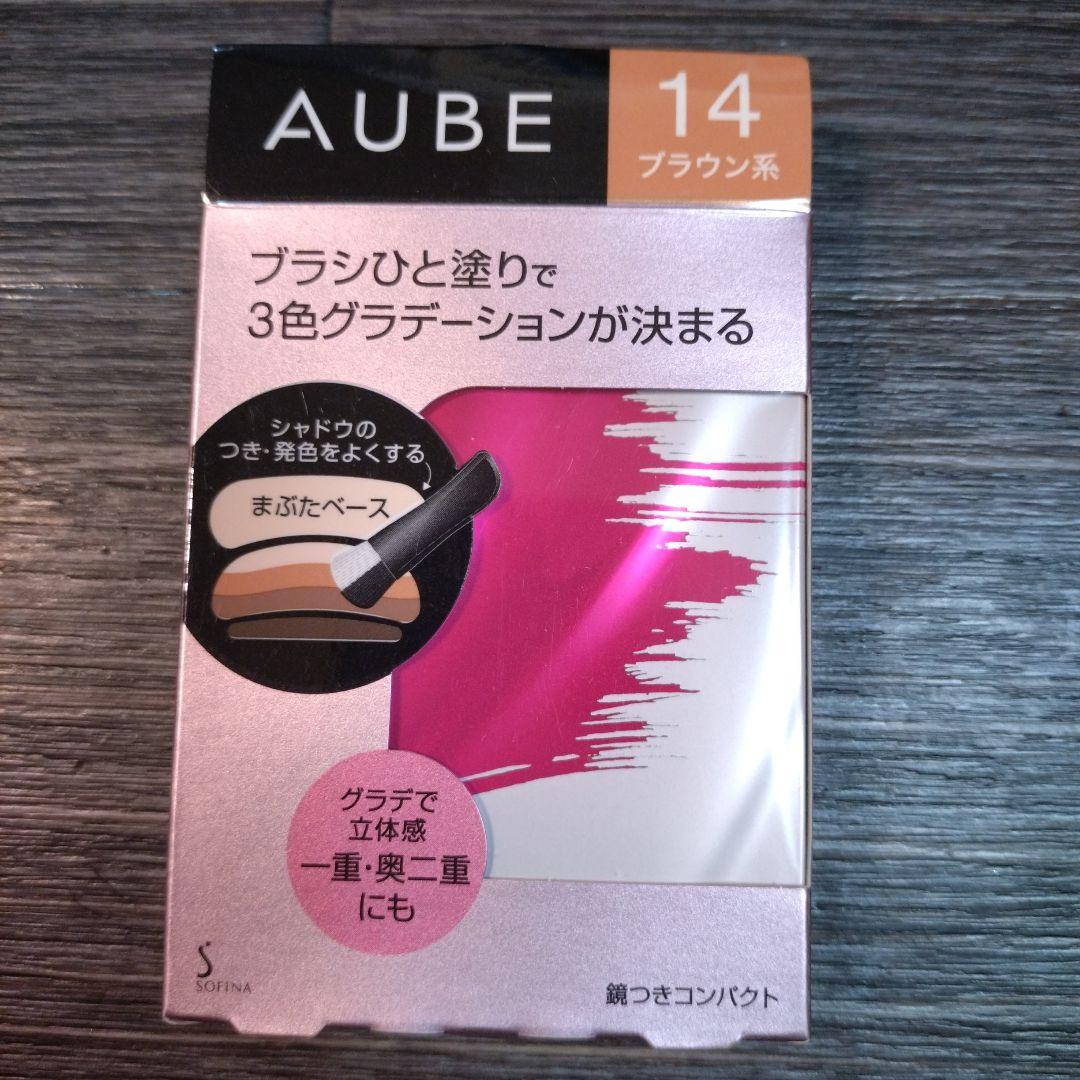 AUBE
14
ブラウン系
ブラシひと塗りで
3色グラデーションが決まる
シャドウの
つき・発色をよくする
まぶたベース
グラデで
立体感
一重・奥二重
にも
SOFINA
鏡つきコンパクト